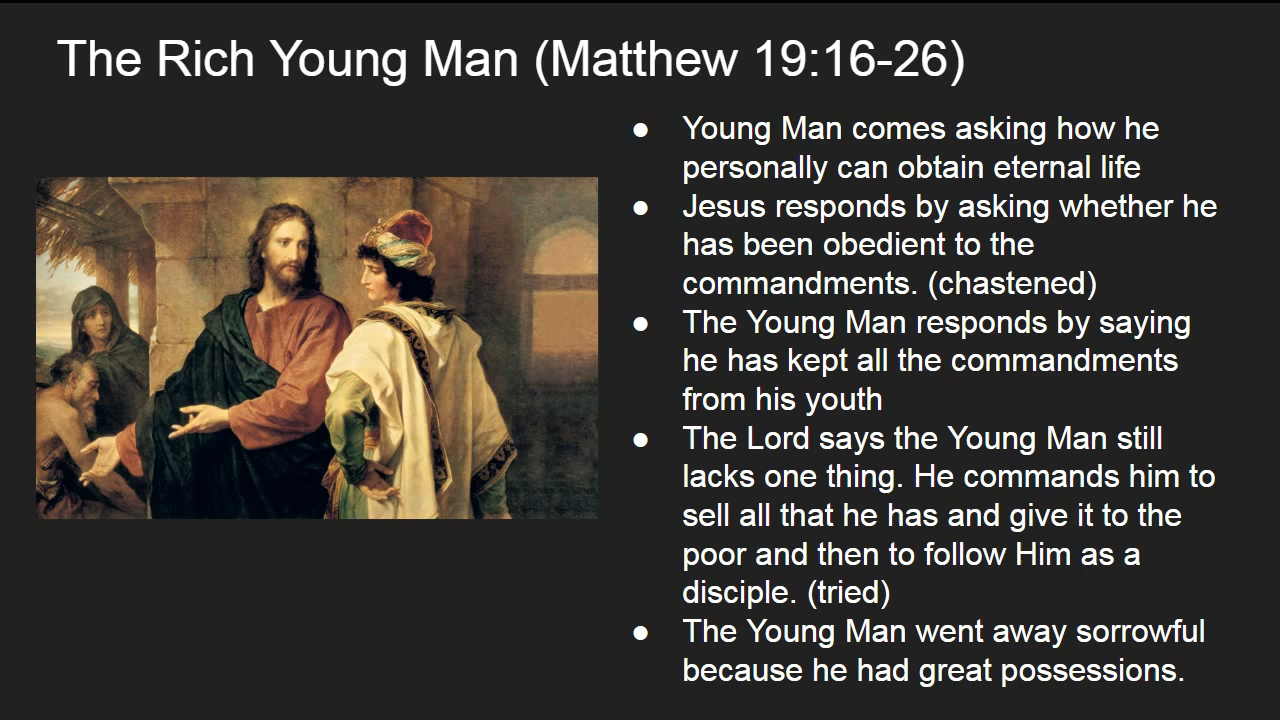 The Rich Young Man (Matthew 19:16-26)
● Young Man comes asking how he
personally can obtain eternal life
● Jesus responds by asking whether he
has been obedient to the
commandments. (chastened)
● The Young Man responds by saying
he has kept all the commandments
from his youth
● The Lord says the Young Man still
lacks one thing. He commands him to
sell all that he has and give it to the
poor and then to follow Him as a
disciple. (tried)
● The Young Man went away sorrowful
because he had great possessions.